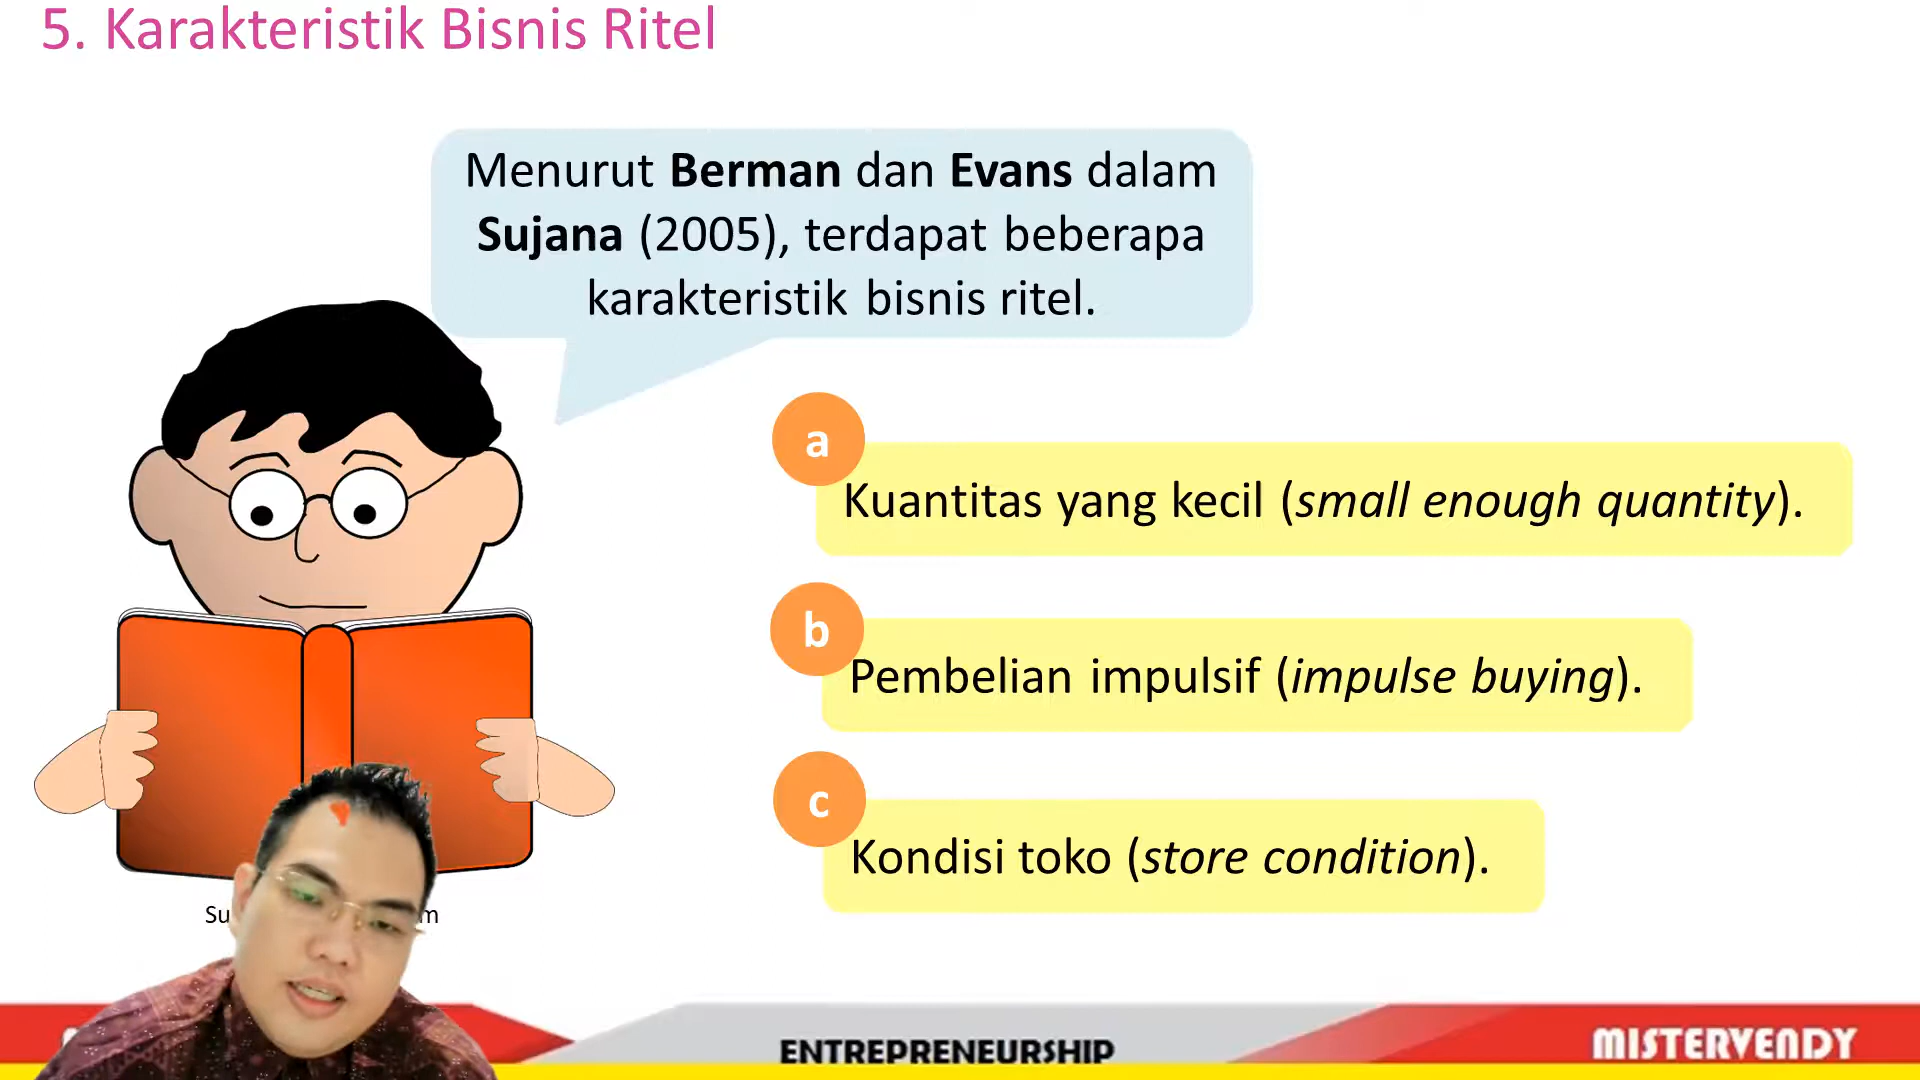 5. Karakteristik Bisnis Ritel
Menurut Berman dan Evans dalam
Sujana (2005), terdapat beberapa
karakteristik bisnis ritel.
a
Kuantitas yang kecil (small enough quantity).
b
Pembelian impulsif (impulse buying).
c
Kondisi toko (store condition).
ENTREPRENEURSHIP
MISTERVENDY